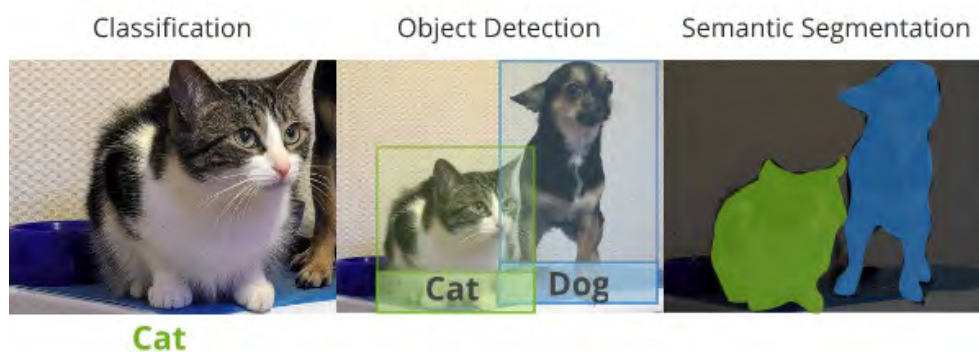 Classification
Object Detection
Semantic Segmentation
Cat
Dog
Cat